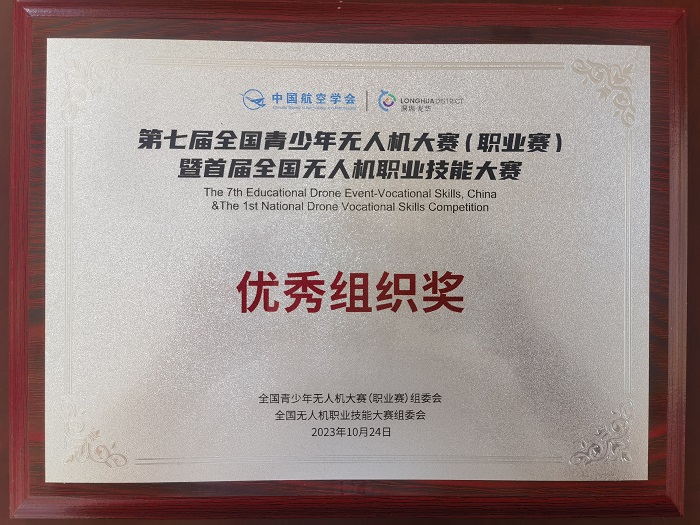 中国航空学会 LONGHUA DISTRICT
深圳·龙华
第七届全国青少年无人机大赛(职业赛)
暨首届全国无人机职业技能大赛
The 7th Educational Drone Event-Vocational Skills, China
&The 1st National Drone Vocational Skills Competition
优秀组织奖
全国青少年无人机大赛(职业赛)组委会
全国无人机职业技能大赛组委会
2023年10月24日